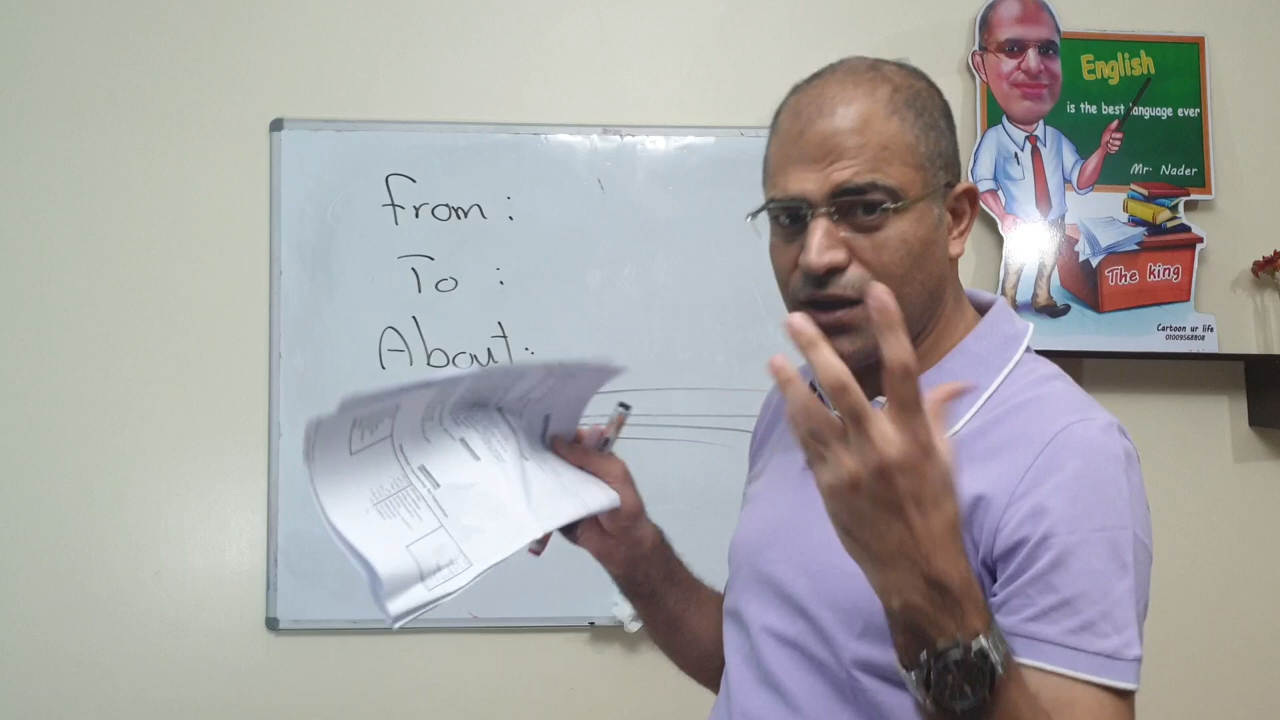 from :
To :
About:
English
is the best language ever
Mr. Nader
The king
Cartoon ur life
01009568808